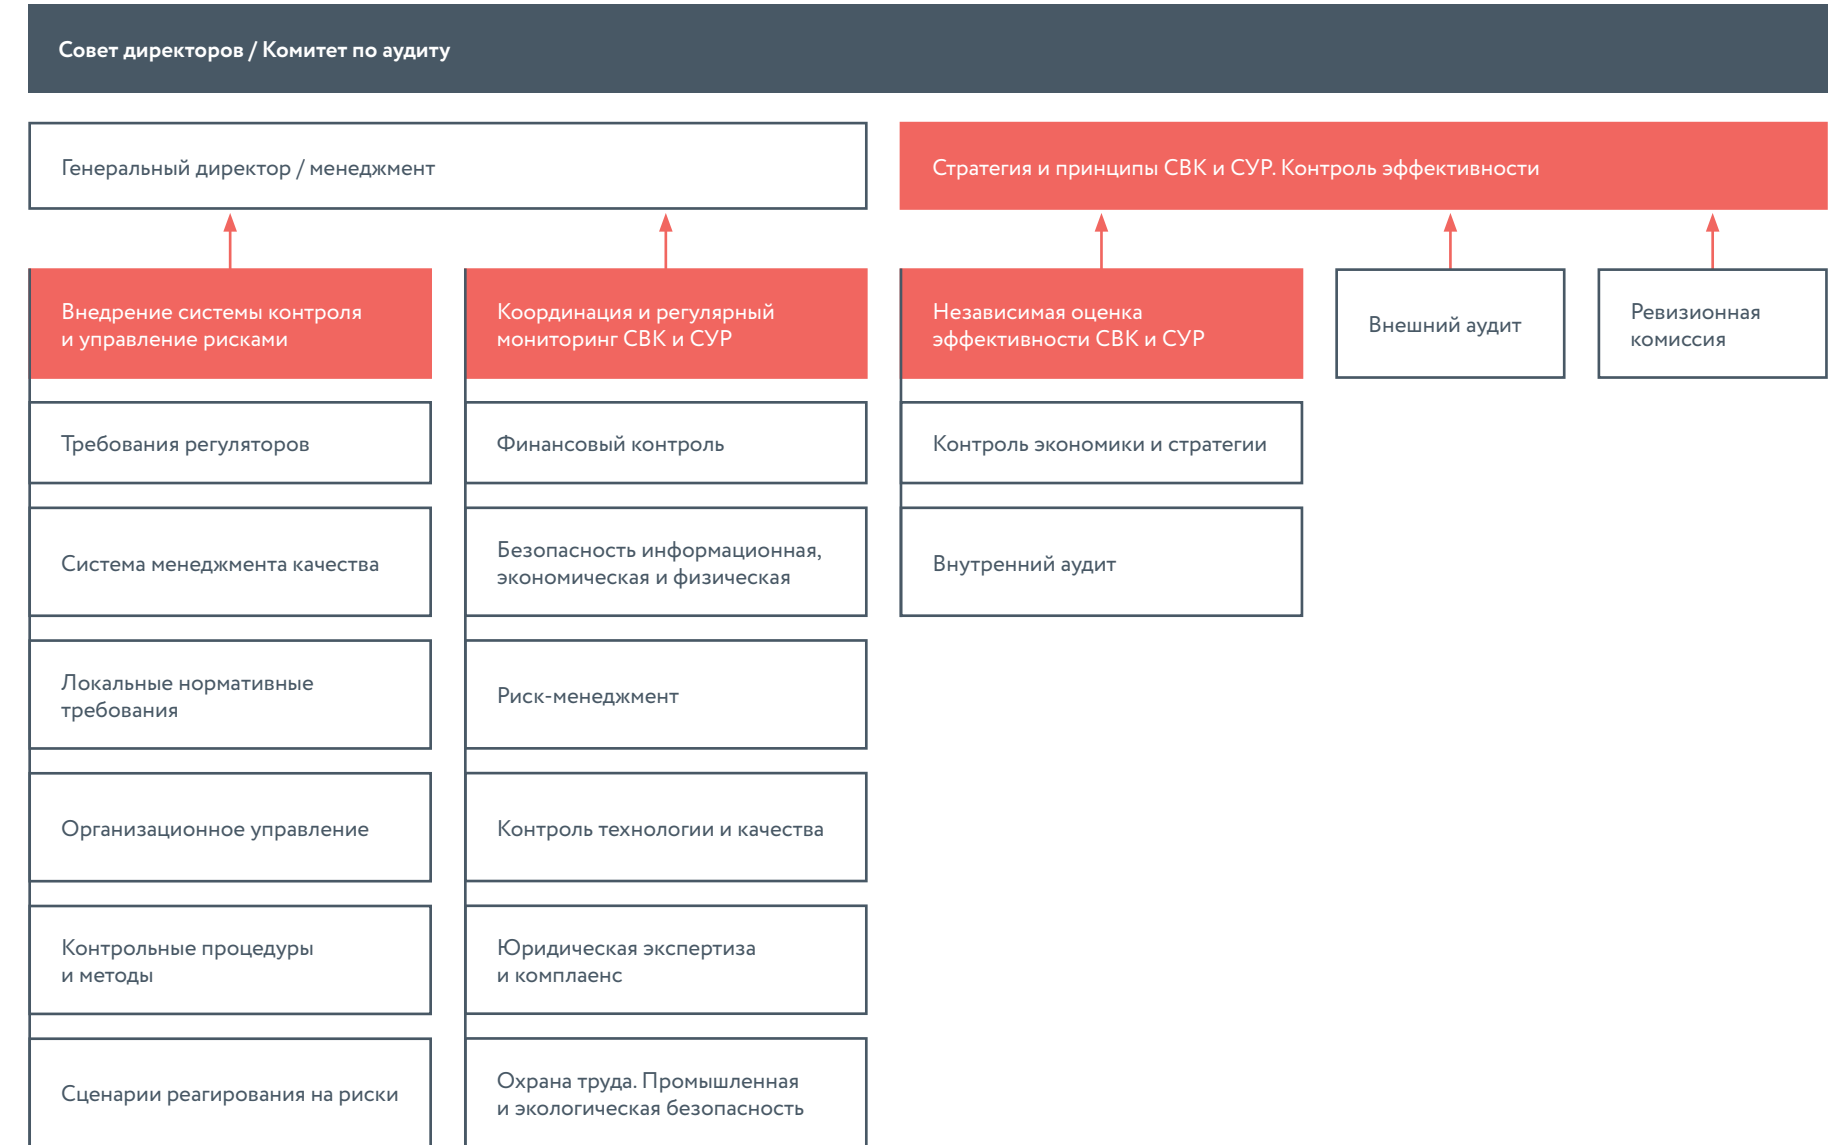 Совет директоров / Комитет по аудиту
Генеральный директор / менеджмент
Стратегия и принципы СВК и СУР. Контроль эффективности
Внедрение системы контроля
и управление рисками
Координация и регулярный
мониторинг СВК и СУР
Независимая оценка
эффективности СВК и СУР
Внешний аудит
Ревизионная
комиссия
Требования регуляторов
Финансовый контроль
Контроль экономики и стратегии
Система менеджмента качества
Безопасность информационная,
экономическая и физическая
Внутренний аудит
Локальные нормативные
требования
Риск-менеджмент
Организационное управление
Контроль технологии и качества
Контрольные процедуры
и методы
Юридическая экспертиза
и комплаенс
Сценарии реагирования на риски
Охрана труда. Промышленная
и экологическая безопасность